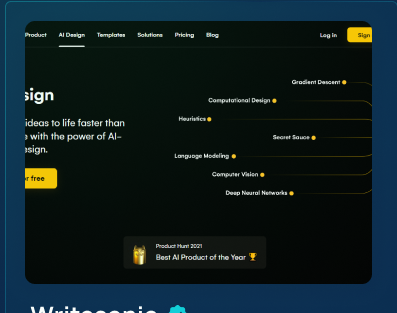 Product AI Design Templates Solutions Pricing Blog Log in Sign
Gradient Descent
sign
Computational Design
Heuristics
ideas to life faster than
e with the power of AI-
esign.
Secret Sauce
Language Modeling
r free
Computer Vision
Deep Neural Networks
Product Hunt 2021
Best AI Product of the Year
Writesonic